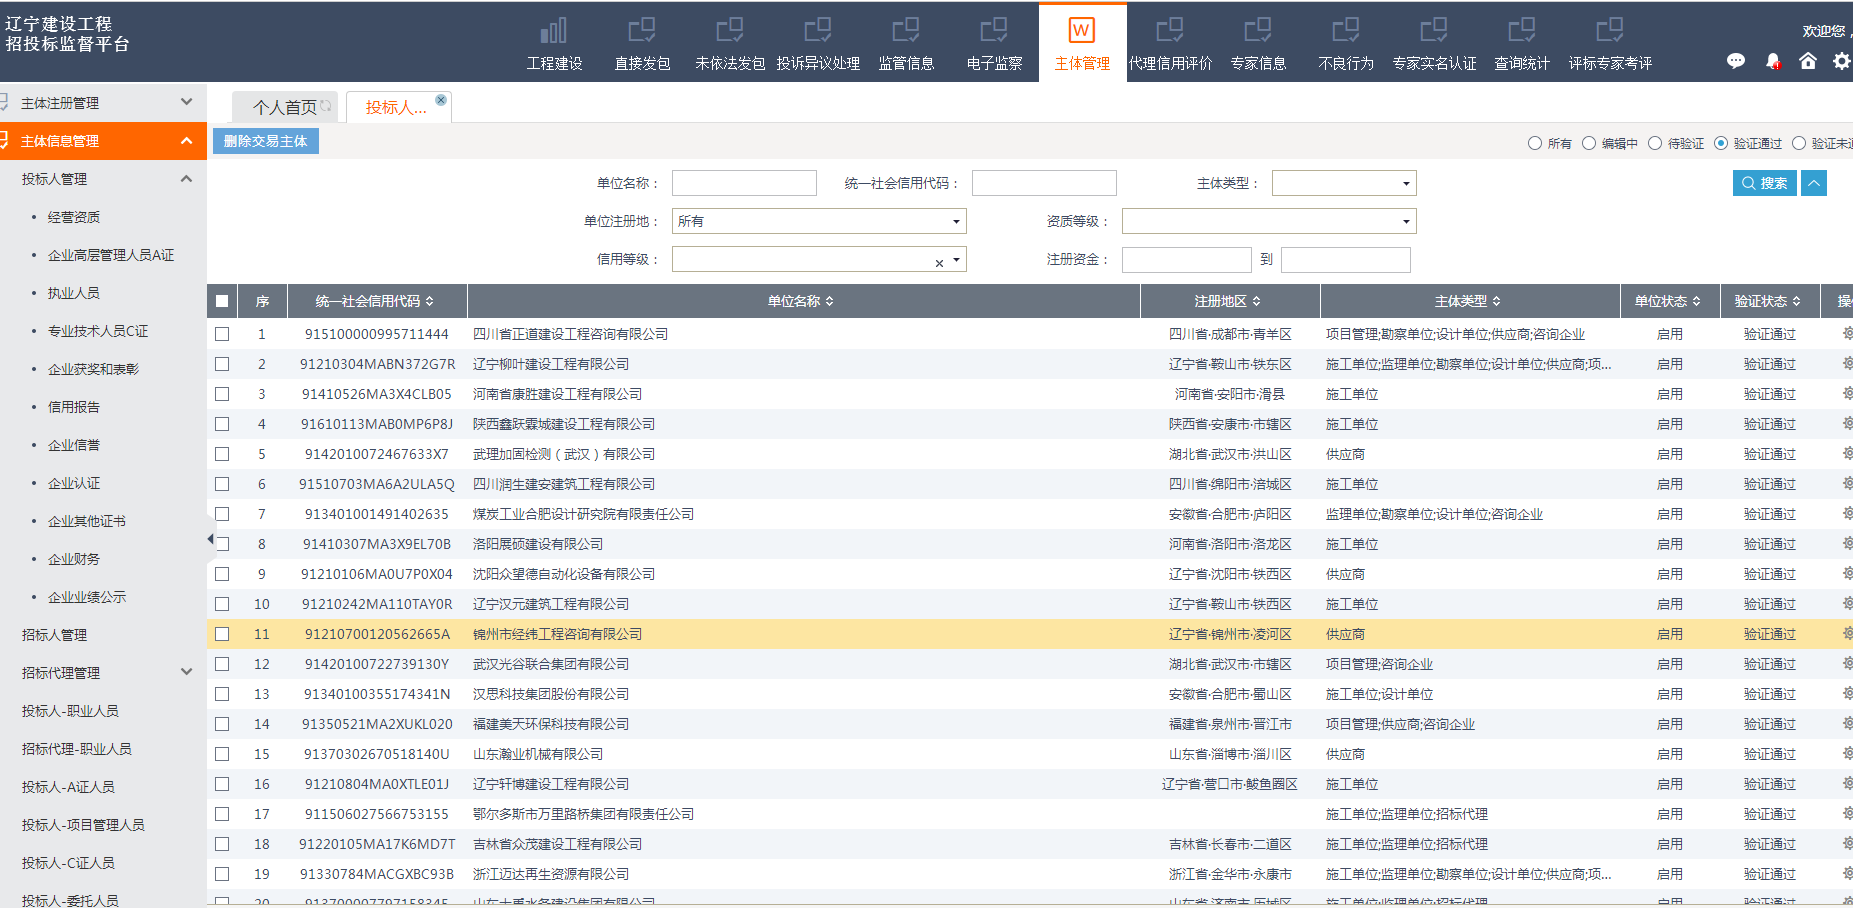 辽宁建设工程
招投标监督平台
工程建设 直接发包 未依法发包 投诉异议处理 监管信息 电子监察 主体管理 代理信用评价 专家信息 不良行为 专家实名认证 查询统计 评标专家考评
欢迎您，
主体注册管理
主体信息管理
投标人管理
经营资质
企业高层管理人员A证
执业人员
专业技术人员C证
企业获奖和表彰
信用报告
企业信誉
企业认证
企业其他证书
企业财务
企业业绩公示
招标人管理
招标代理管理
投标人-职业人员
招标代理-职业人员
投标人-A证人员
投标人-项目管理人员
投标人-C证人员
投标人-委托人员
个人首页 投标人...
删除交易主体
所有 编辑中 待验证 验证通过 验证未通
单位名称： 统一社会信用代码： 主体类型： 搜索
单位注册地： 所有 资质等级：
信用等级： 注册资金： 到
序 统一社会信用代码 单位名称 注册地区 主体类型 单位状态 验证状态 操
1 915100000995711444 四川省正道建设工程咨询有限公司 四川省·成都市·青羊区 项目管理;勘察单位;设计单位;供应商;咨询企业 启用 验证通过
2 91210304MABN372G7R 辽宁柳叶建设工程有限公司 辽宁省·鞍山市·铁东区 施工单位;监理单位;勘察单位;设计单位;供应商;项... 启用 验证通过
3 91410526MA3X4CLB05 河南省康胜建设工程有限公司 河南省·安阳市·滑县 施工单位 启用 验证通过
4 91610113MAB0MP6P8J 陕西鑫跃霖城建设工程有限公司 陕西省·安康市·市辖区 施工单位 启用 验证通过
5 9142010072467633X7 武理加固检测（武汉）有限公司 湖北省·武汉市·洪山区 供应商 启用 验证通过
6 91510703MA6A2ULA5Q 四川润生建安建筑工程有限公司 四川省·绵阳市·涪城区 施工单位 启用 验证通过
7 913401001491402635 煤炭工业合肥设计研究院有限责任公司 安徽省·合肥市·庐阳区 监理单位;勘察单位;设计单位;咨询企业 启用 验证通过
8 91410307MA3X9EL70B 洛阳展硕建设有限公司 河南省·洛阳市·洛龙区 施工单位 启用 验证通过
9 91210106MA0U7P0X04 沈阳众望德自动化设备有限公司 辽宁省·沈阳市·铁西区 供应商 启用 验证通过
10 91210242MA110TAY0R 辽宁汉元建筑工程有限公司 辽宁省·鞍山市·铁西区 施工单位 启用 验证通过
11 91210700120562665A 锦州市经纬工程咨询有限公司 辽宁省·锦州市·凌河区 供应商 启用 验证通过
12 91420100722739130Y 武汉光谷联合集团有限公司 湖北省·武汉市·市辖区 项目管理;咨询企业 启用 验证通过
13 91340100355174341N 汉思科技集团股份有限公司 安徽省·合肥市·蜀山区 施工单位;设计单位 启用 验证通过
14 91350521MA2XUKL020 福建美天环保科技有限公司 福建省·泉州市·晋江市 项目管理;供应商;咨询企业 启用 验证通过
15 91370302670518140U 山东瀚业机械有限公司 山东省·淄博市·淄川区 供应商 启用 验证通过
16 91210804MA0XTLE01J 辽宁轩博建设工程有限公司 辽宁省·营口市·鲅鱼圈区 施工单位 启用 验证通过
17 911506027566753155 鄂尔多斯市万里路桥集团有限责任公司 施工单位;监理单位;招标代理 启用 验证通过
18 91220105MA17K6MD7T 吉林省众茂建设工程有限公司 吉林省·长春市·二道区 施工单位;监理单位;招标代理 启用 验证通过
19 91330784MACGXBC93B 浙江迈达再生资源有限公司 浙江省·金华市·永康市 施工单位;监理单位;勘察单位;设计单位;供应商;项... 启用 验证通过
20 913700007797158345 山东大禹水务建设集团有限公司 山东省·济南市·历城区 施工单位;监理单位;招标代理 启用 验证通过